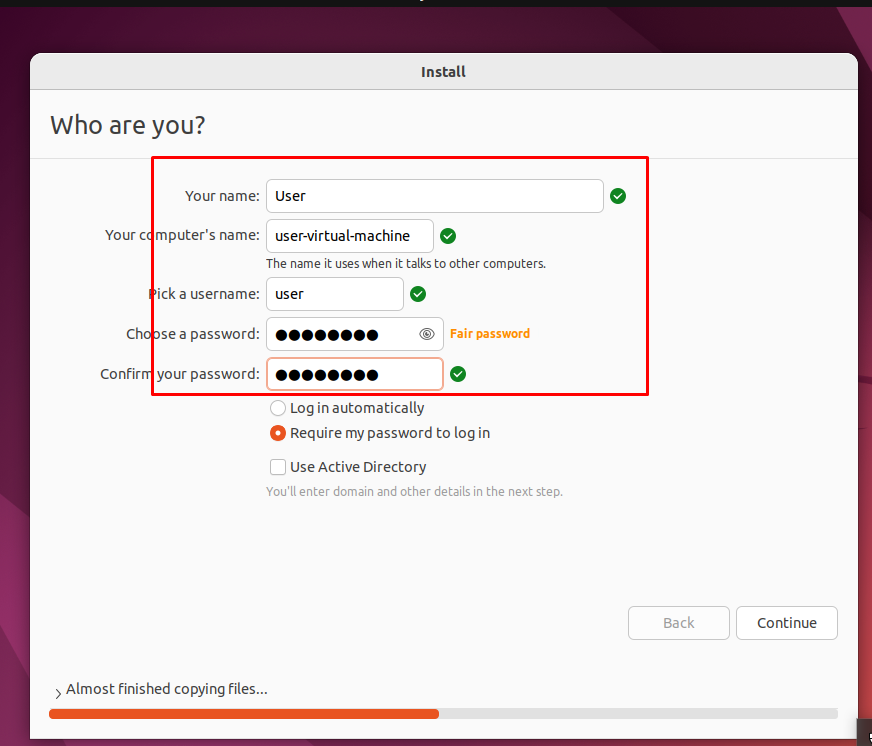 Install
Who are you?
Your name: User
Your computer's name: user-virtual-machine
The name it uses when it talks to other computers.
Pick a username: user
Choose a password: ●●●●●●●● Fair password
Confirm your password: ●●●●●●●●
Log in automatically
Require my password to log in
Use Active Directory
You'll enter domain and other details in the next step.
Back Continue
Almost finished copying files...